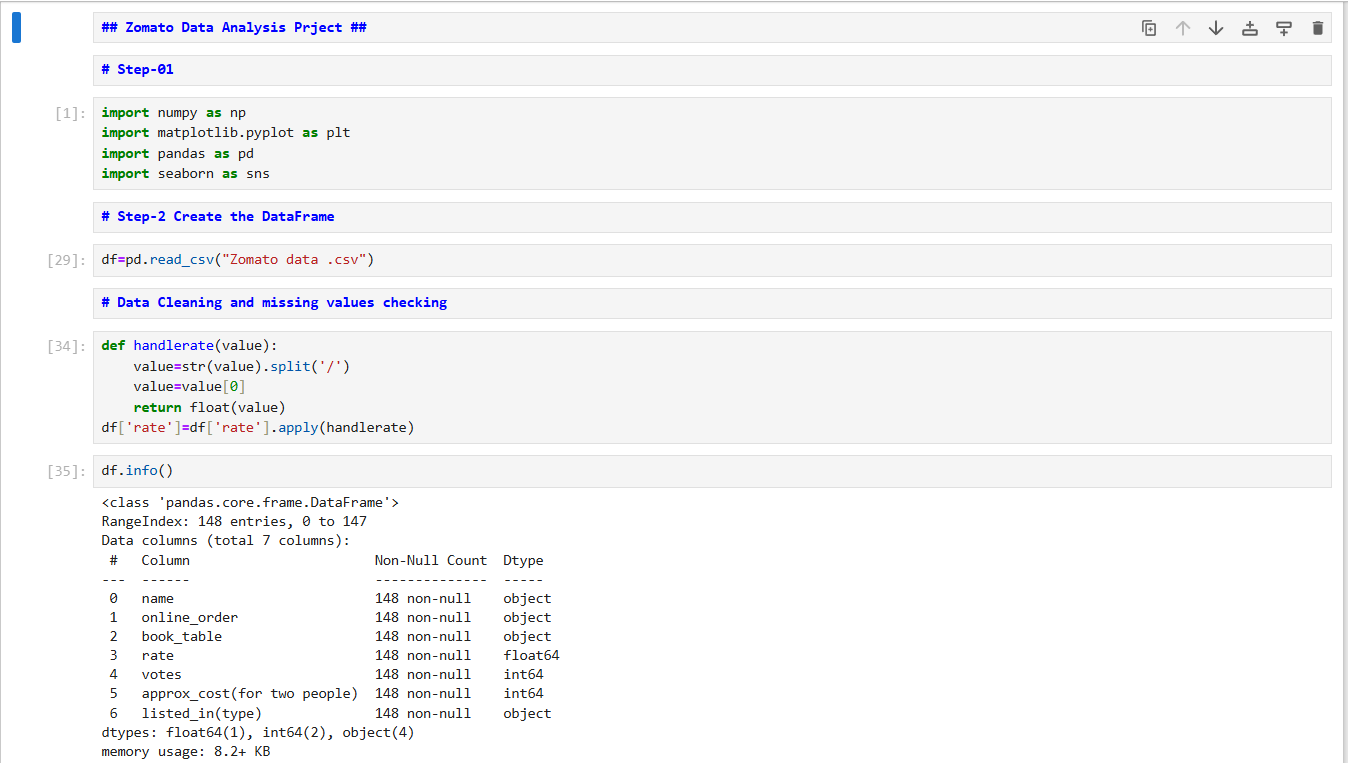 ## Zomato Data Analysis Prject ##
# Step-01
[1]:
import numpy as np
import matplotlib.pyplot as plt
import pandas as pd
import seaborn as sns
# Step-2 Create the DataFrame
[29]:
df=pd.read_csv("Zomato data .csv")
# Data Cleaning and missing values checking
[34]:
def handlerate(value):
    value=str(value).split('/')
    value=value[0]
    return float(value)
df['rate']=df['rate'].apply(handlerate)
[35]:
df.info()
<class 'pandas.core.frame.DataFrame'>
RangeIndex: 148 entries, 0 to 147
Data columns (total 7 columns):
 #   Column                       Non-Null Count  Dtype
---  ------                       --------------  -----
 0   name                         148 non-null    object
 1   online_order                 148 non-null    object
 2   book_table                   148 non-null    object
 3   rate                         148 non-null    float64
 4   votes                        148 non-null    int64
 5   approx_cost(for two people)  148 non-null    int64
 6   listed_in(type)              148 non-null    object
dtypes: float64(1), int64(2), object(4)
memory usage: 8.2+ KB